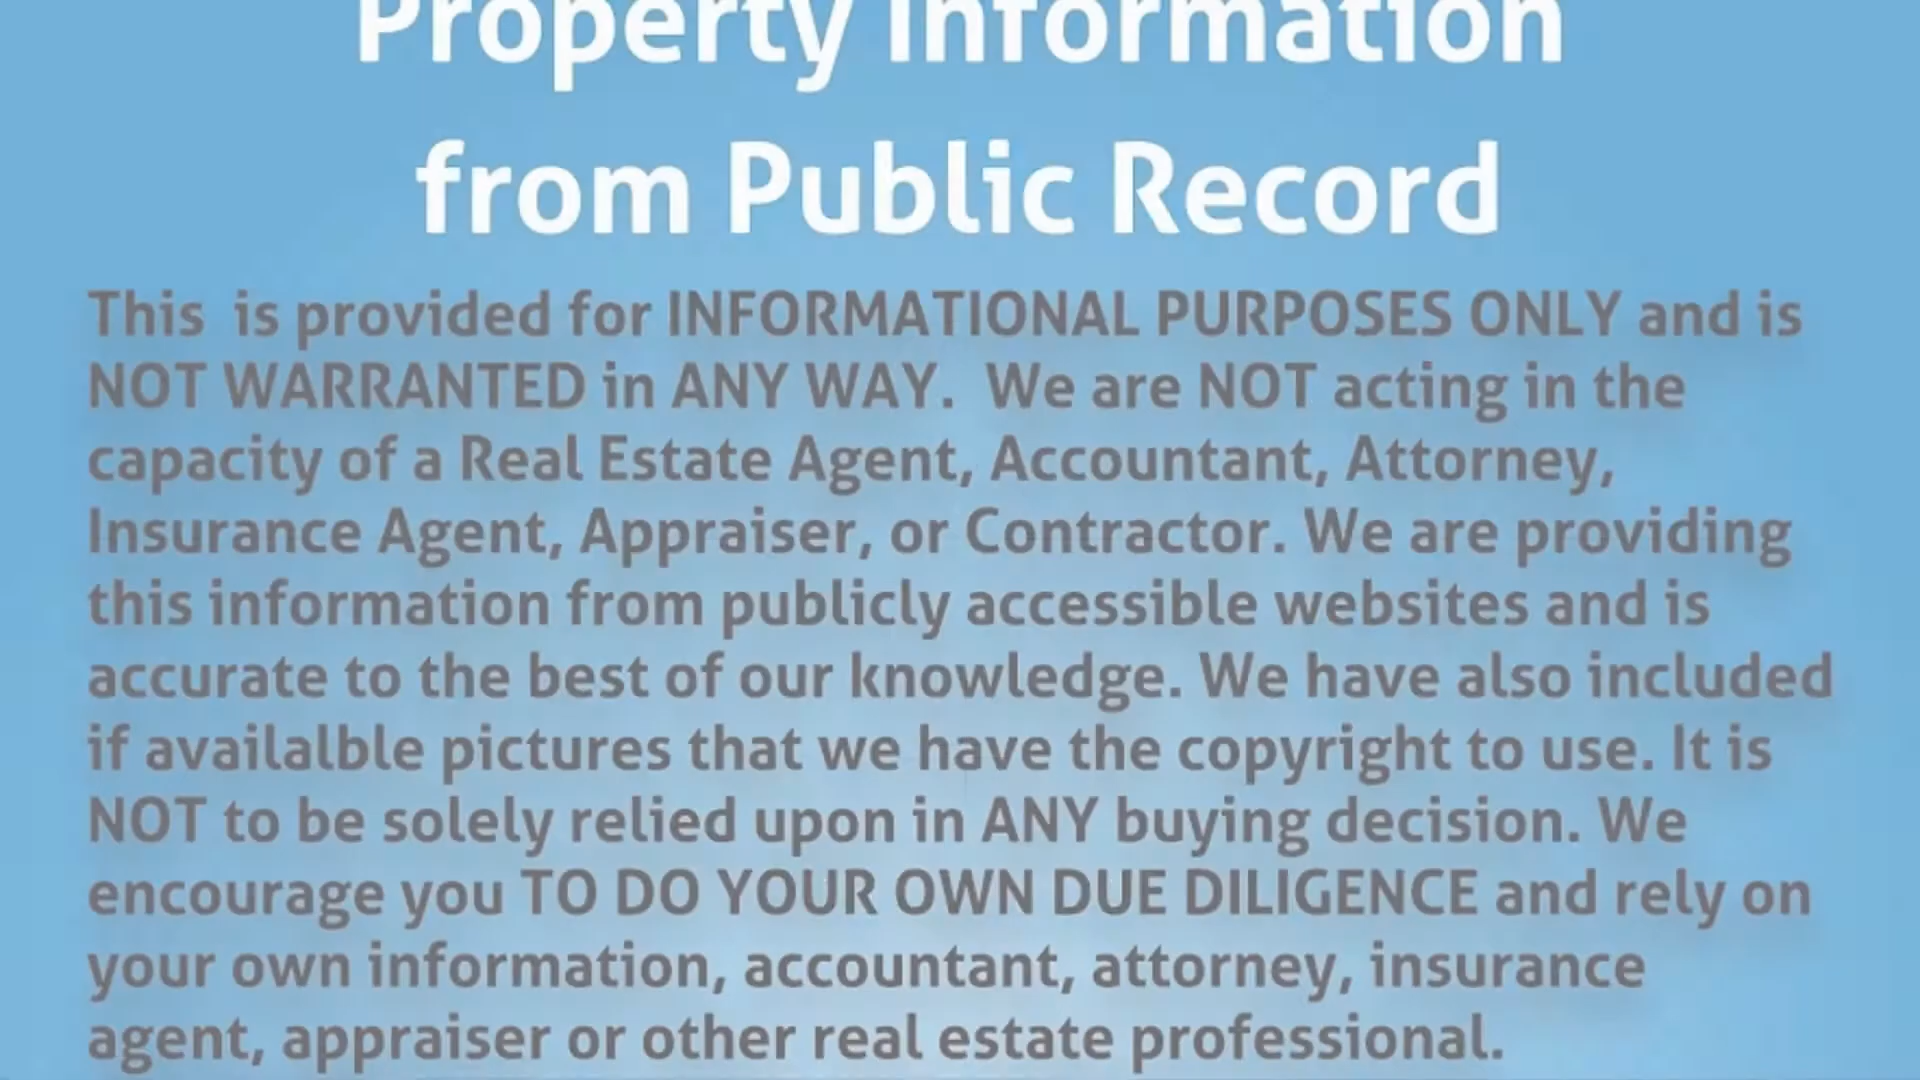 Property Information
from Public Record
This  is provided for INFORMATIONAL PURPOSES ONLY and is
NOT WARRANTED in ANY WAY.  We are NOT acting in the
capacity of a Real Estate Agent, Accountant, Attorney,
Insurance Agent, Appraiser, or Contractor. We are providing
this information from publicly accessible websites and is
accurate to the best of our knowledge. We have also included
if availalble pictures that we have the copyright to use. It is
NOT to be solely relied upon in ANY buying decision. We
encourage you TO DO YOUR OWN DUE DILIGENCE and rely on
your own information, accountant, attorney, insurance
agent, appraiser or other real estate professional.